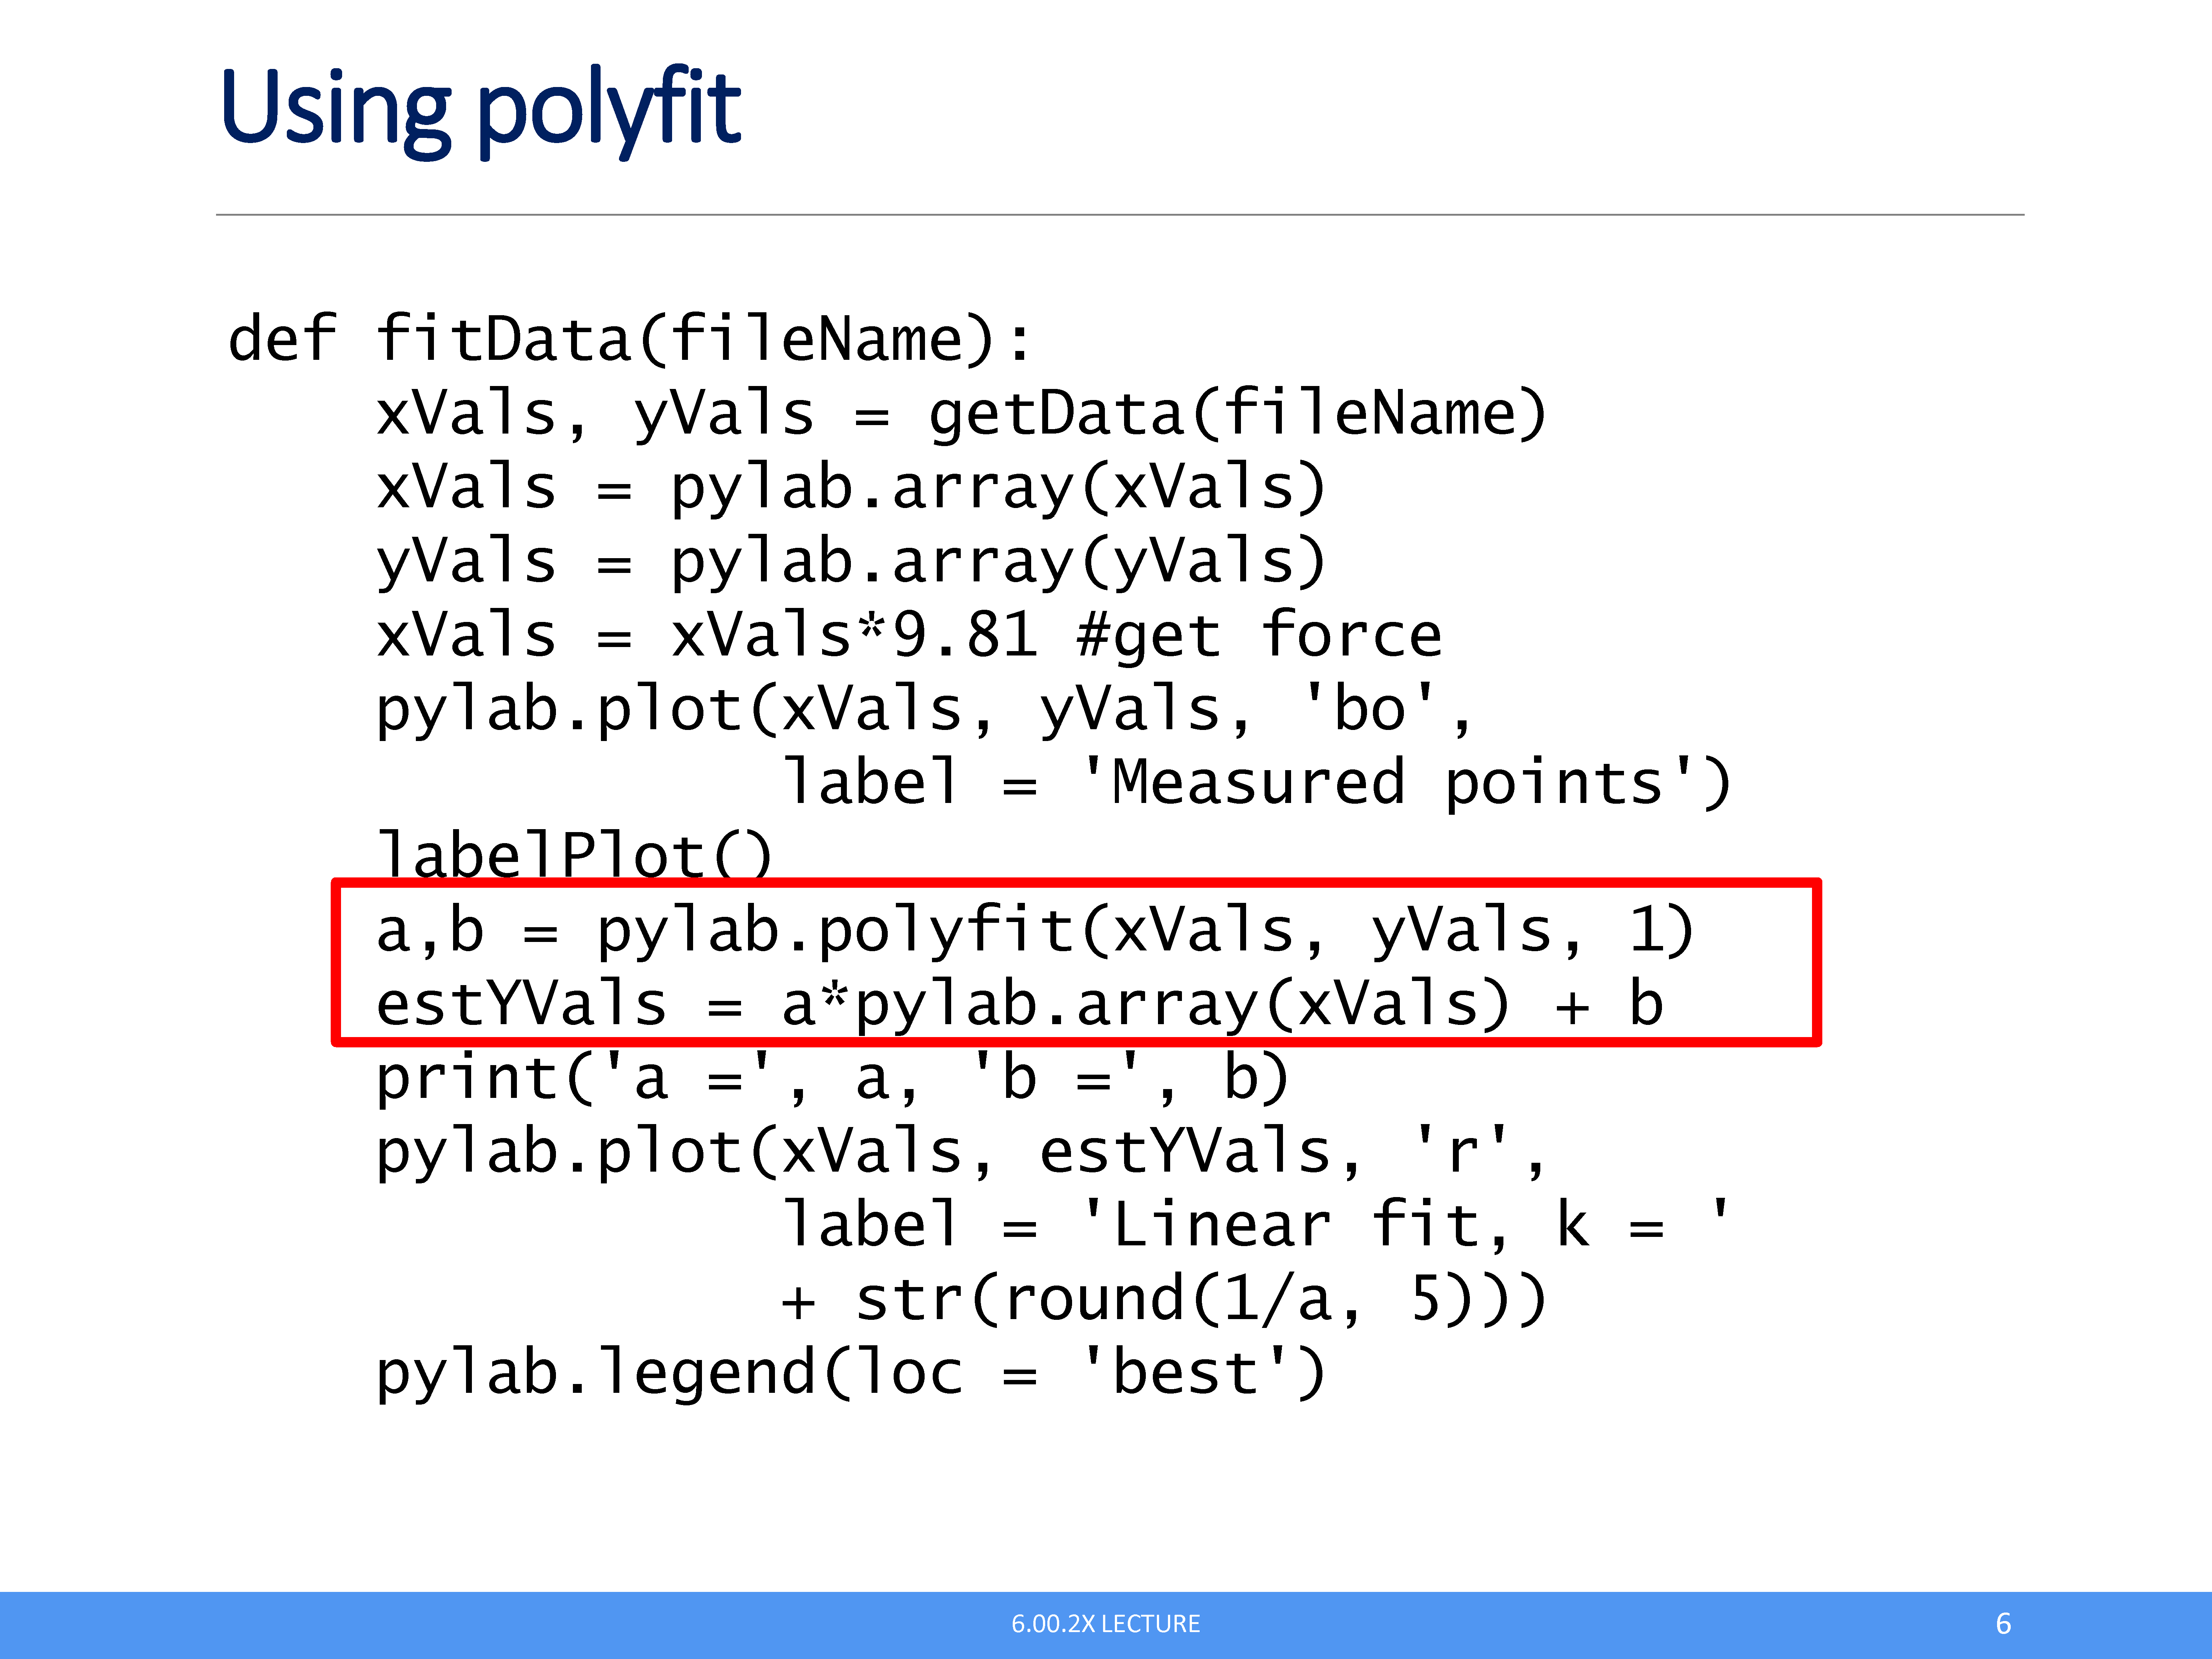 Using polyfit
def fitData(fileName):
    xVals, yVals = getData(fileName)
    xVals = pylab.array(xVals)
    yVals = pylab.array(yVals)
    xVals = xVals*9.81 #get force
    pylab.plot(xVals, yVals, 'bo',
               label = 'Measured points')
    labelPlot()
    a,b = pylab.polyfit(xVals, yVals, 1)
    estYVals = a*pylab.array(xVals) + b
    print('a =', a, 'b =', b)
    pylab.plot(xVals, estYVals, 'r',
               label = 'Linear fit, k = '
               + str(round(1/a, 5)))
    pylab.legend(loc = 'best')
6.00.2X LECTURE
6